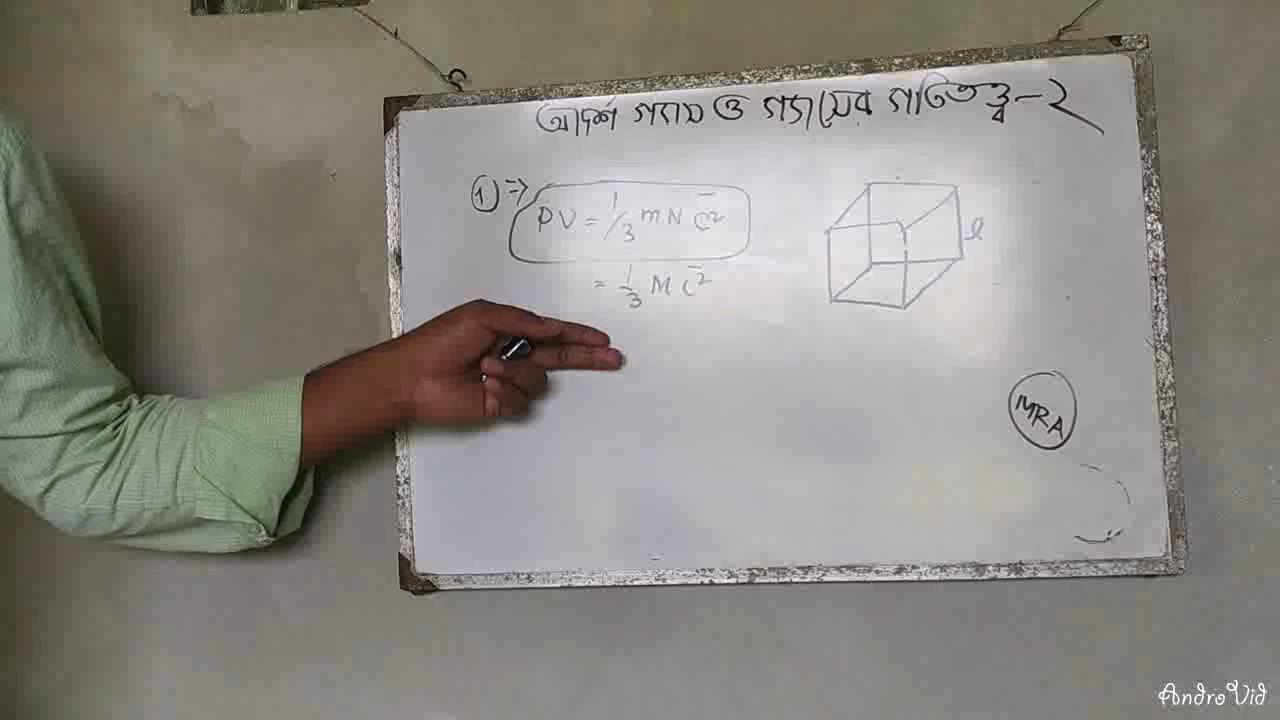 আদর্শ গ্যাস ও গ্যাসের গতিতত্ত্ব-২
① ⇒ PV = 1/3 mN c̅²
= 1/3 M c̅²
l
MRA
AndroVid